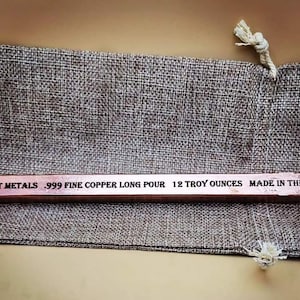 METALS .999 FINE COPPER LONG POUR 12 TROY OUNCES MADE IN